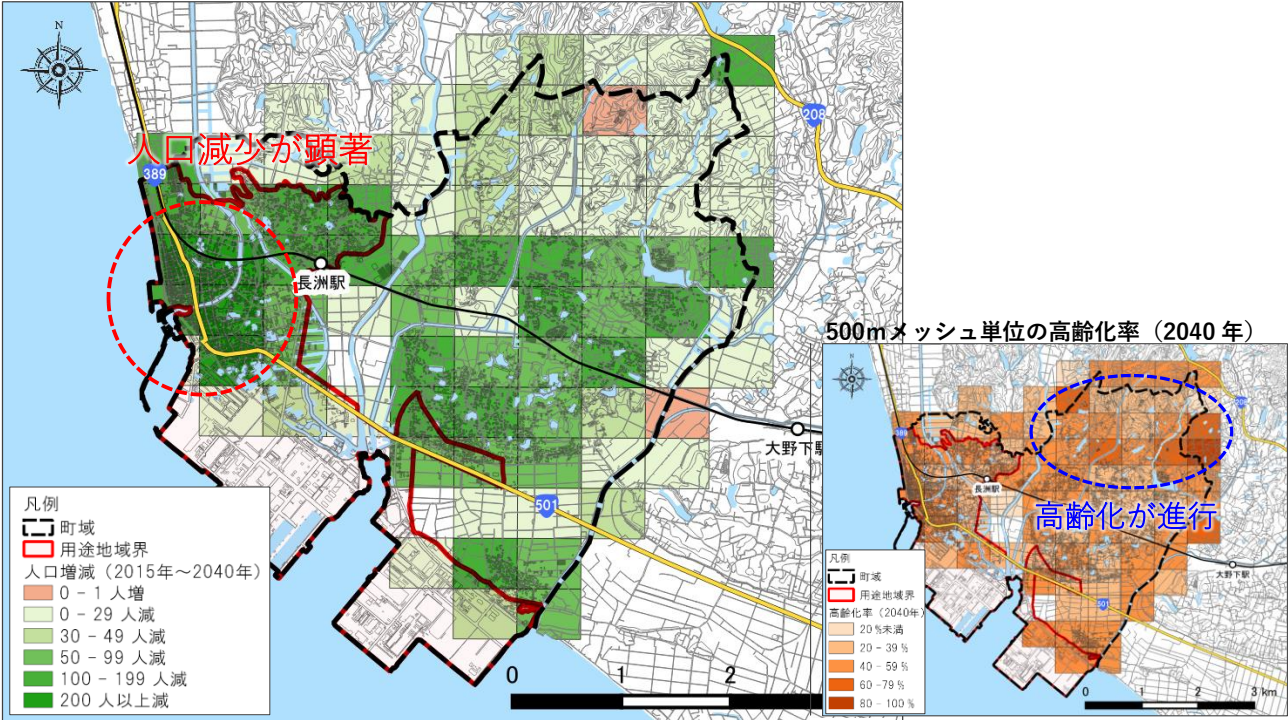 N
人口減少が顕著
389
208
長洲駅
大野下駅
501
凡例
町域
用途地域界
人口増減（2015年～2040年）
0 - 1 人増
0 - 29 人減
30 - 49 人減
50 - 99 人減
100 - 199 人減
200 人以上減
0 1 2
500mメッシュ単位の高齢化率（2040 年）
N
389
208
長洲駅
高齢化が進行
大野下駅
501
凡例
町域
用途地域界
高齢化率（2040年）
20 %未満
20 - 39 %
40 - 59 %
60 -79 %
80 - 100 %
0 1 2 3 km